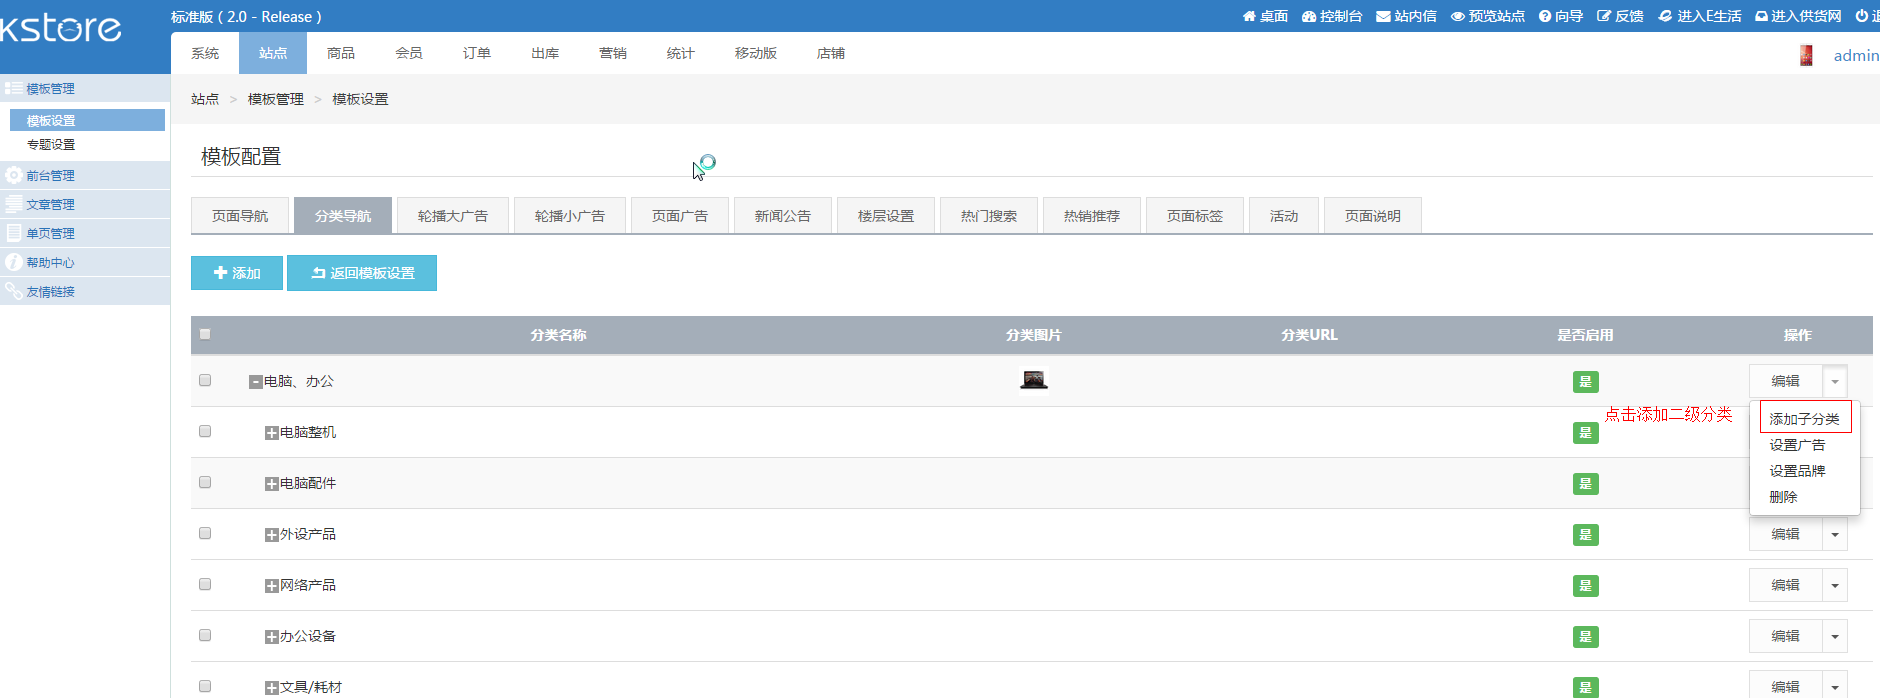 kstore
标准版 ( 2.0 - Release )
桌面 控制台 站内信 预览站点 向导 反馈 进入E生活 进入供货网
系统 站点 商品 会员 订单 出库 营销 统计 移动版 店铺
admin
模板管理
模板设置
专题设置
前台管理
文章管理
单页管理
帮助中心
友情链接
站点 > 模板管理 > 模板设置
模板配置
页面导航 分类导航 轮播大广告 轮播小广告 页面广告 新闻公告 楼层设置 热门搜索 热销推荐 页面标签 活动 页面说明
添加 返回模板设置
分类名称 分类图片 分类URL 是否启用 操作
电脑、办公 是 编辑
点击添加二级分类
添加子分类
设置广告
设置品牌
删除
电脑整机 是
电脑配件 是
外设产品 是 编辑
网络产品 是 编辑
办公设备 是 编辑
文具/耗材 是 编辑